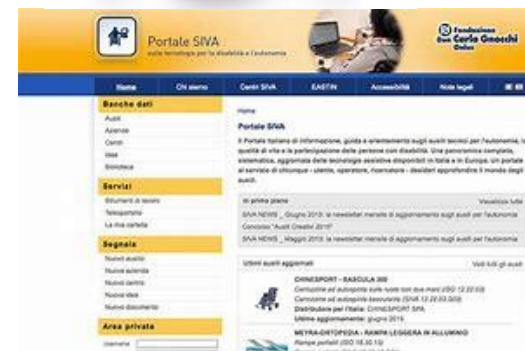 Portale SIVA
sulle tecnologie per la disabilità e l'autonomia
Fondazione
Don Carlo Gnocchi
Onlus
Home
Chi siamo
Centri SIVA
EASTIN
Accessibilità
Note legali
Banche dati
Ausili
Aziende
Centri
Idee
Biblioteca
Servizi
Strumenti di lavoro
Teleportale
La mia cartella
Segnala
Nuovo ausilio
Nuova azienda
Nuovo centro
Nuova idea
Nuovo documento
Area privata
Username
Home
Portale SIVA
Il Portale Italiano di informazione, guida e orientamento sugli ausili tecnici per l'autonomia, la
qualità di vita e la partecipazione delle persone con disabilità. Una panoramica completa,
sistematica, aggiornata delle tecnologie assistive disponibili in Italia e in Europa. Un portale
al servizio di chiunque - utente, operatore, ricercatore - desideri approfondire il mondo degli
ausili.
In primo piano
Visualizza tutte
SIVA NEWS _ Giugno 2015: la newsletter mensile di aggiornamento sugli ausili per l'autonomia
Concorso "Ausili Creativi 2015"
SIVA NEWS _ Maggio 2015: la newsletter mensile di aggiornamento sugli ausili per l'autonomia
Ultimi ausili aggiornati
Vedi tutti gli ausili
CHINESPORT - BASCULA 300
Carrozzine ad autospinta sulle ruote con due mani (ISO 12.22.03)
Carrozzine ad autospinta basculante (SIVA
Distributore per l'Italia: CHINESPORT SPA
Ultimo aggiornamento: giugno 2015
MEYRA-ORTOPEDIA - RAMPA LEGGERA IN ALLUMINIO
Rampe portatili (ISO 18.30.15)